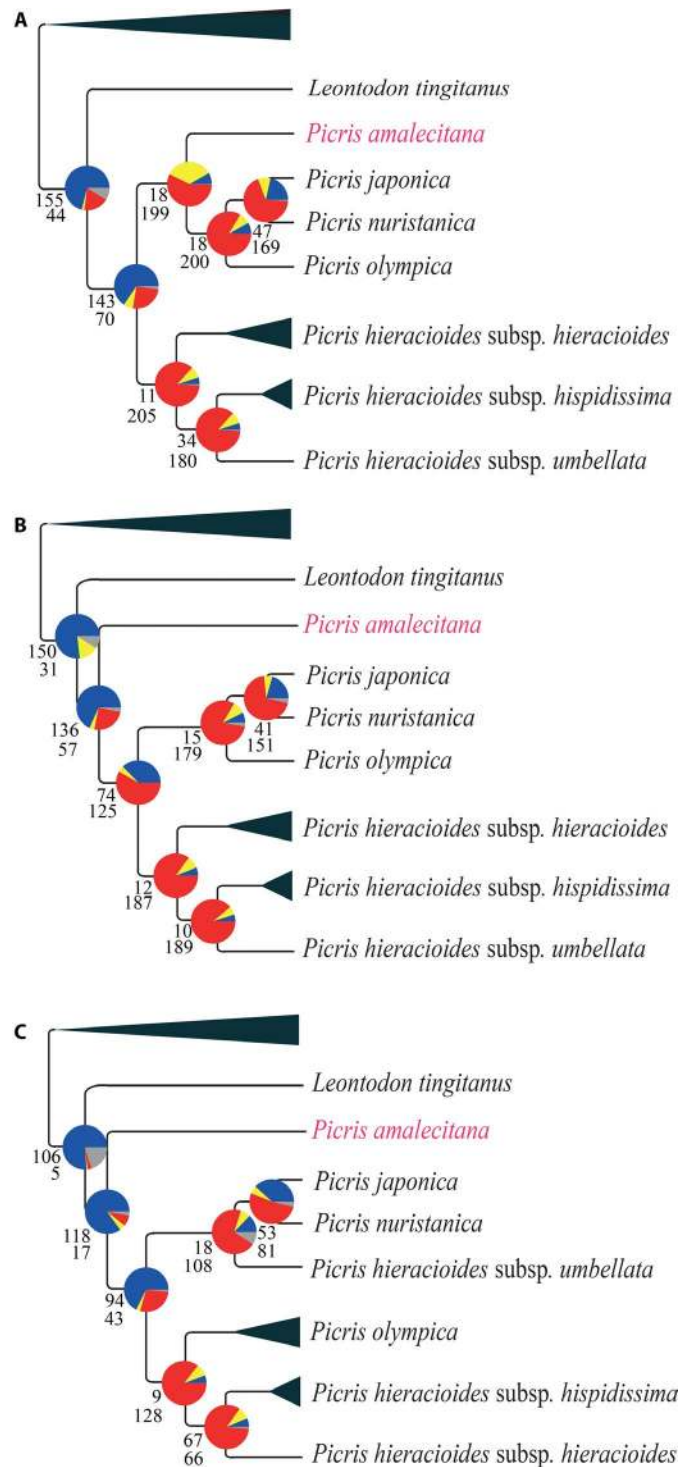 A
Leontodon tingitanus
Picris amalecitana
Picris japonica
155
44
18
199
47
169
Picris nuristanica
18
200
Picris olympica
143
70
Picris hieracioides subsp. hieracioides
11
205
Picris hieracioides subsp. hispidissima
34
180
Picris hieracioides subsp. umbellata
B
Leontodon tingitanus
Picris amalecitana
150
31
Picris japonica
136
57
15
179
41
151
Picris nuristanica
Picris olympica
74
125
Picris hieracioides subsp. hieracioides
12
187
Picris hieracioides subsp. hispidissima
10
189
Picris hieracioides subsp. umbellata
C
Leontodon tingitanus
Picris amalecitana
106
5
Picris japonica
118
17
18
108
53
81
Picris nuristanica
Picris hieracioides subsp. umbellata
94
43
Picris olympica
9
128
Picris hieracioides subsp. hispidissima
67
66
Picris hieracioides subsp. hieracioides